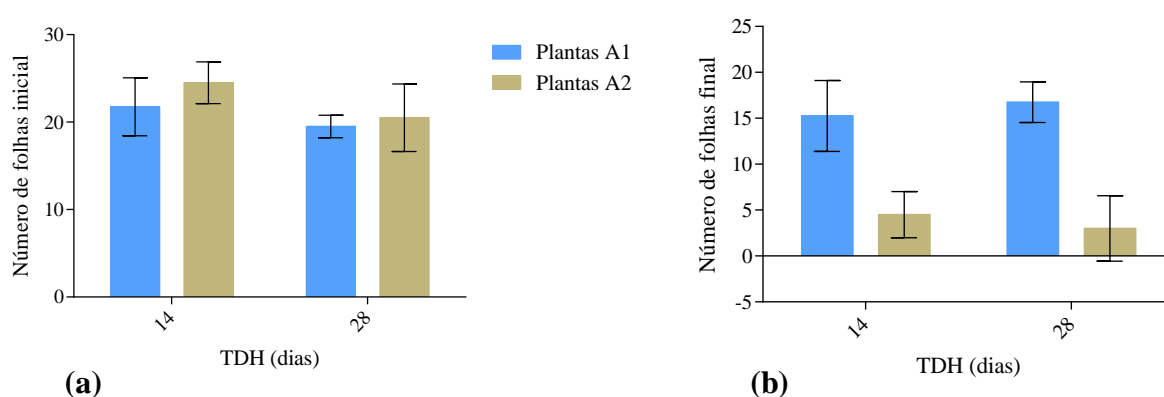 Número de folhas inicial
30
20
10
0
14
28
TDH (dias)
(a)
Plantas A1
Plantas A2
Número de folhas final
25
20
15
10
5
0
-5
14
28
TDH (dias)
(b)